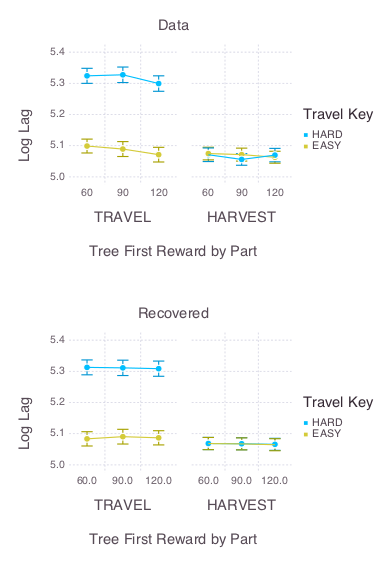 Data
5.4
5.3
5.2
5.1
5.0
Log Lag
60 90 120 60 90 120
TRAVEL HARVEST
Tree First Reward by Part
Travel Key
HARD
EASY
Recovered
5.4
5.3
5.2
5.1
5.0
Log Lag
60.0 90.0 120.0 60.0 90.0 120.0
TRAVEL HARVEST
Tree First Reward by Part
Travel Key
HARD
EASY